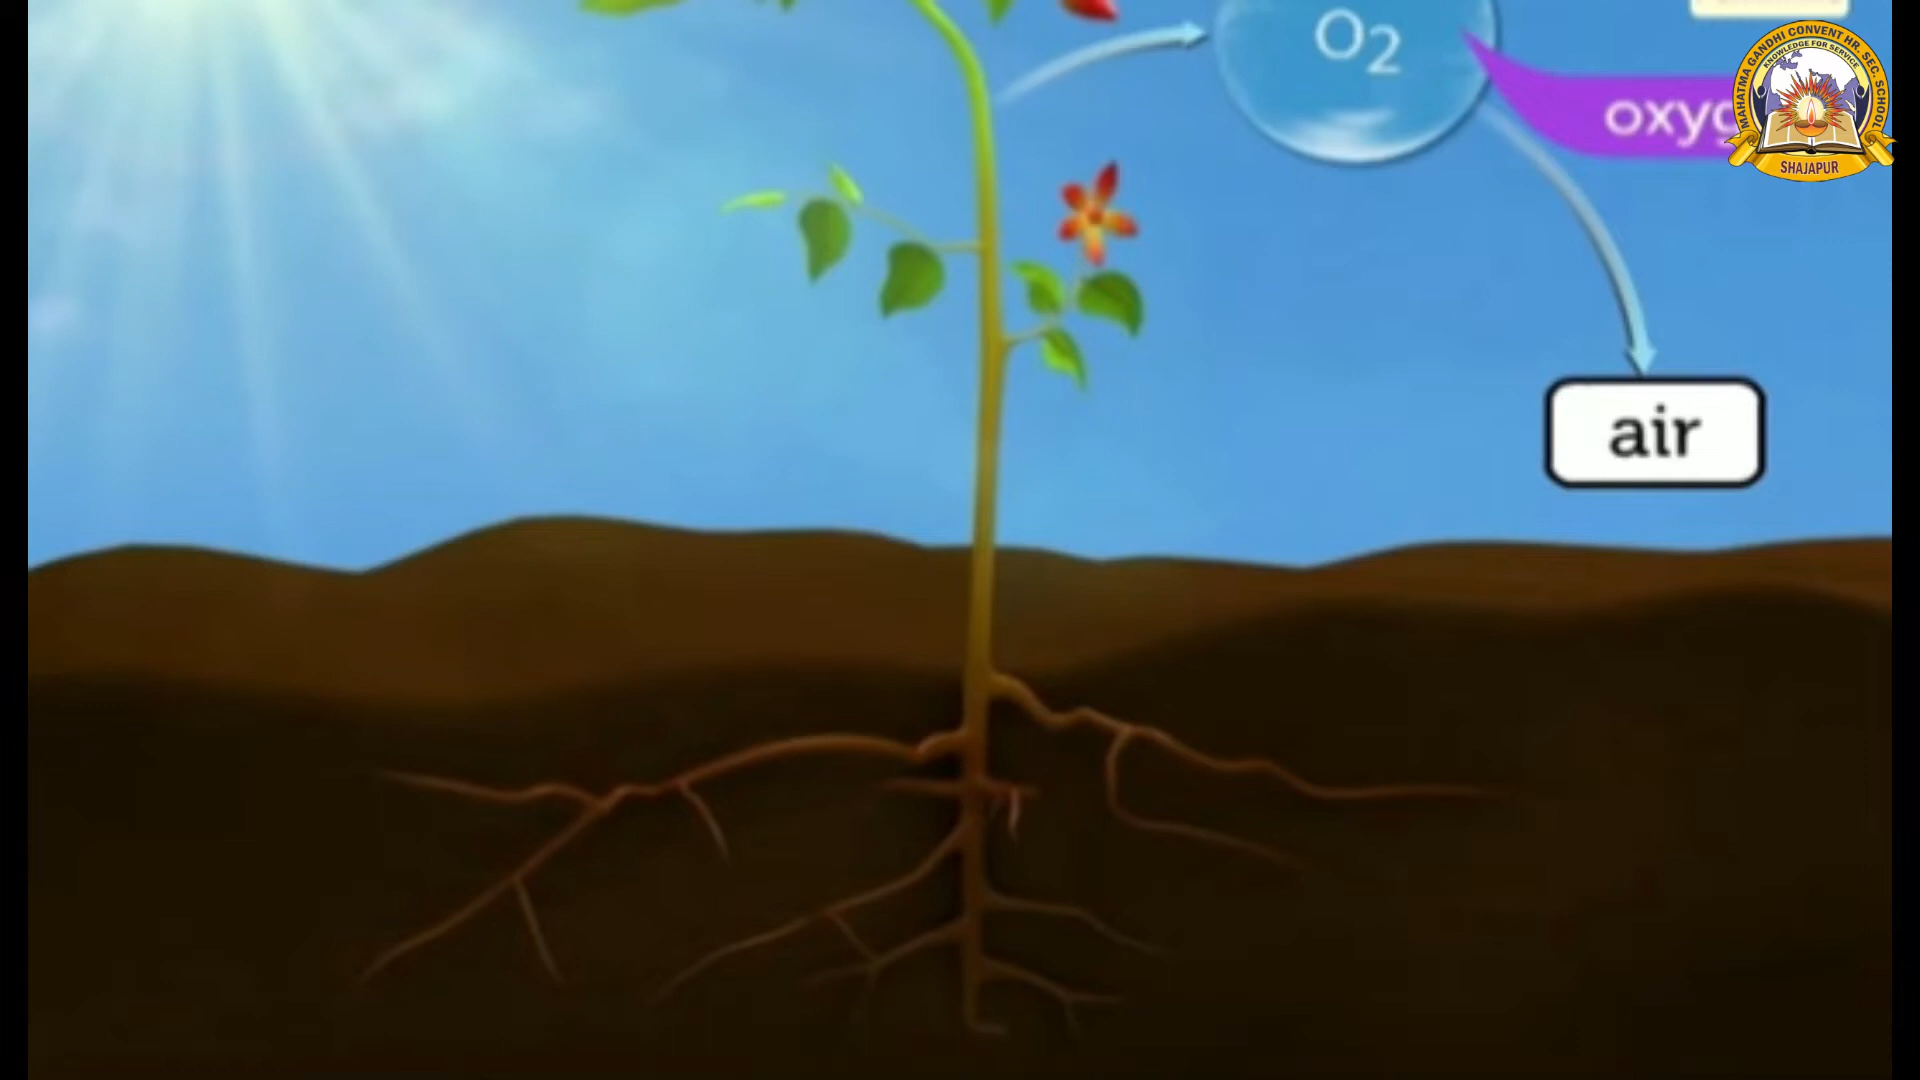 O2
oxyg
air
MAHATMA GANDHI CONVENT HR. SEC. SCHOOL
KNOWLEDGE FOR SERVICE
SHAJAPUR